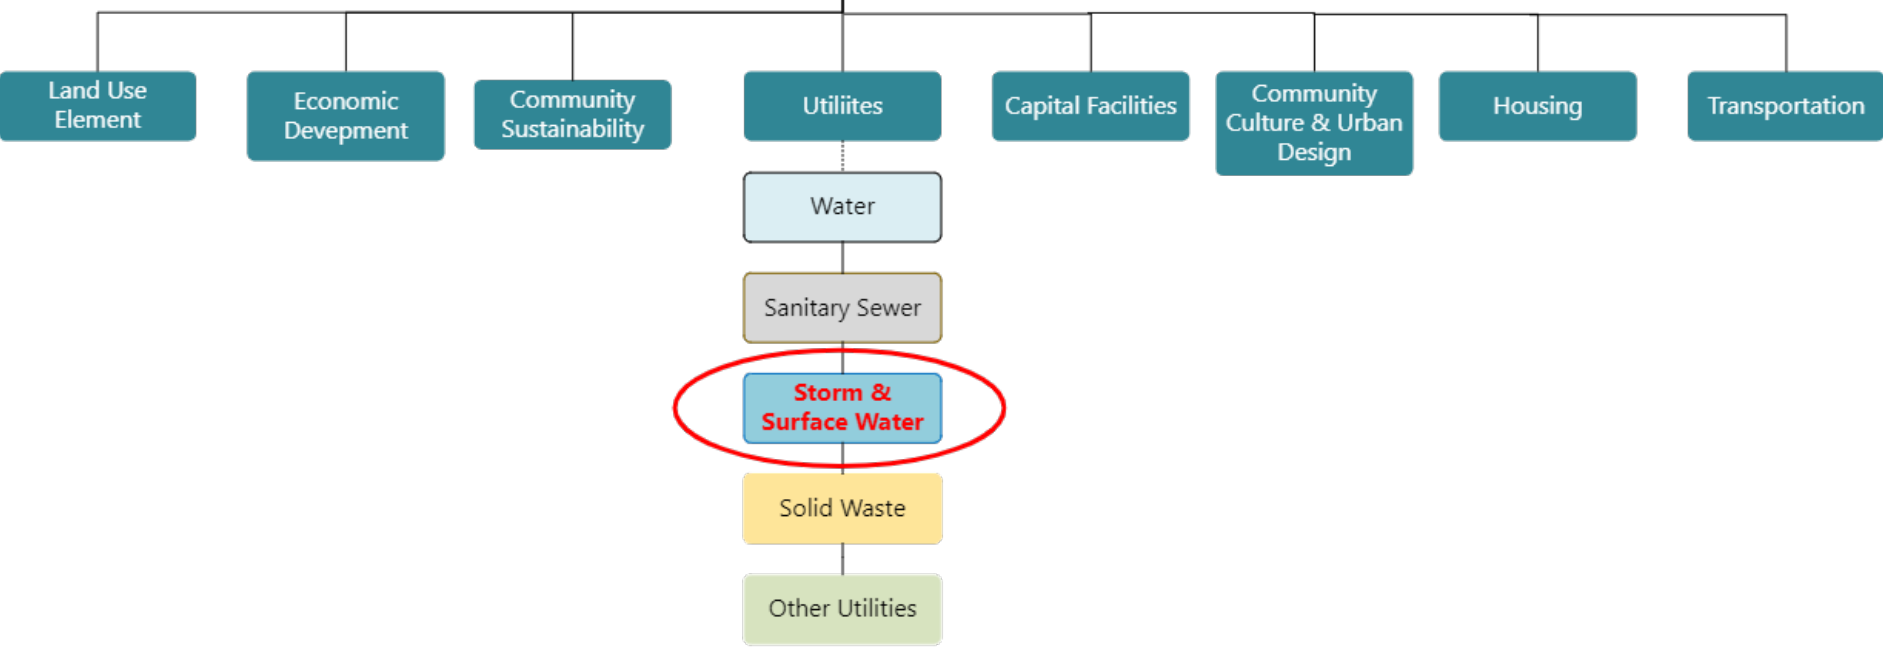 Land Use
Element
Economic
Devepment
Community
Sustainability
Utiliites
Capital Facilities
Community
Culture & Urban
Design
Housing
Transportation
Water
Sanitary Sewer
Storm &
Surface Water
Solid Waste
Other Utilities